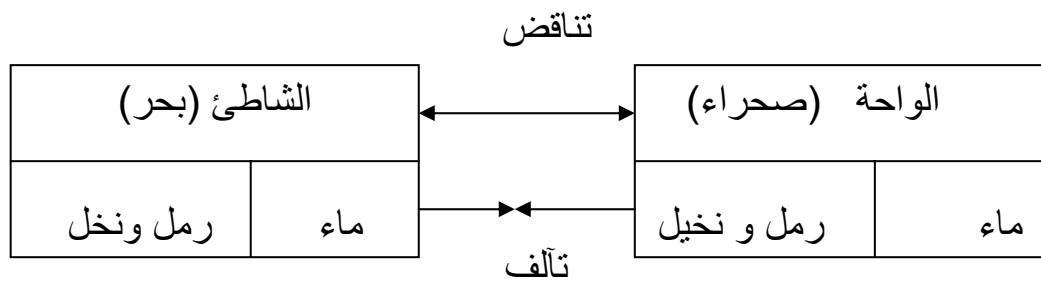 تناقض
الواحة (صحراء)
الشاطئ (بحر)
ماء
رمل و نخيل
ماء
رمل ونخل
تآلف